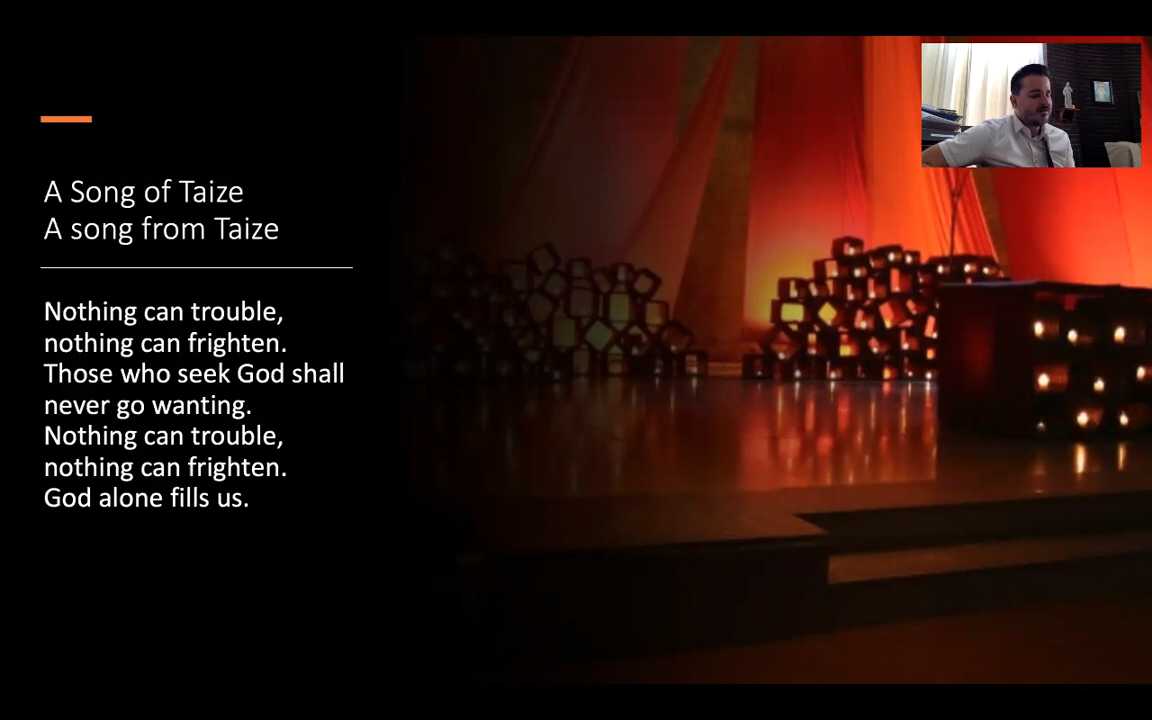 A Song of Taize
A song from Taize
Nothing can trouble,
nothing can frighten.
Those who seek God shall
never go wanting.
Nothing can trouble,
nothing can frighten.
God alone fills us.